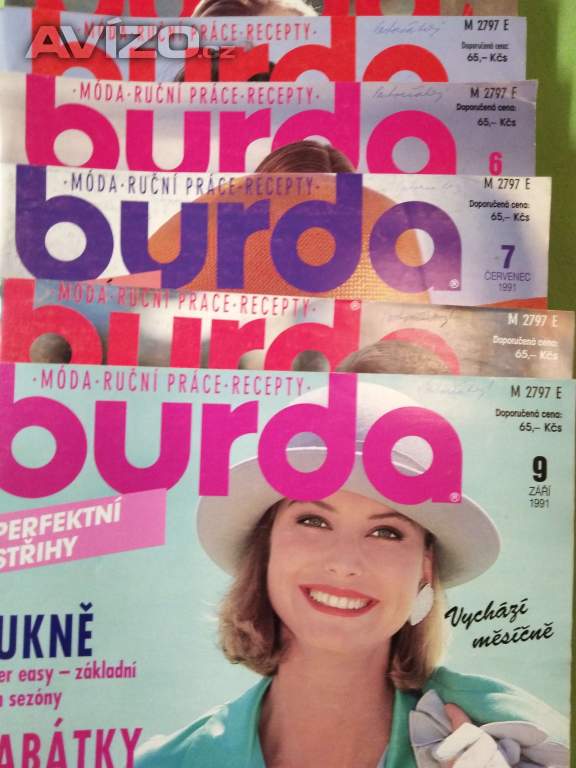 Avízo.cz
burda
4
MÓDA·RUČNÍ PRÁCE·RECEPTY
burda
M 2797 E
Doporučená cena:
65,– Kčs
·MÓDA·RUČNÍ PRÁCE·RECEPTY·
burda
M 2797 E
Doporučená cena:
65,– Kčs
6
·MÓDA·RUČNÍ PRÁCE·RECEPTY·
burda®
M 2797 E
Doporučená cena:
65,– Kčs
7
ČERVENEC
1991
·MÓDA·RUČNÍ PRÁCE·RECEPTY·
burda
M 2797 E
Doporučená cena:
65,– Kčs
·MÓDA·RUČNÍ PRÁCE·RECEPTY·
burda®
M 2797 E
Doporučená cena:
65,– Kčs
9
ZÁŘÍ
1991
PERFEKTNÍ
STŘIHY
Vychází
měsíčně
UKNĚ
er easy – základní
sezóny
ABÁTKY